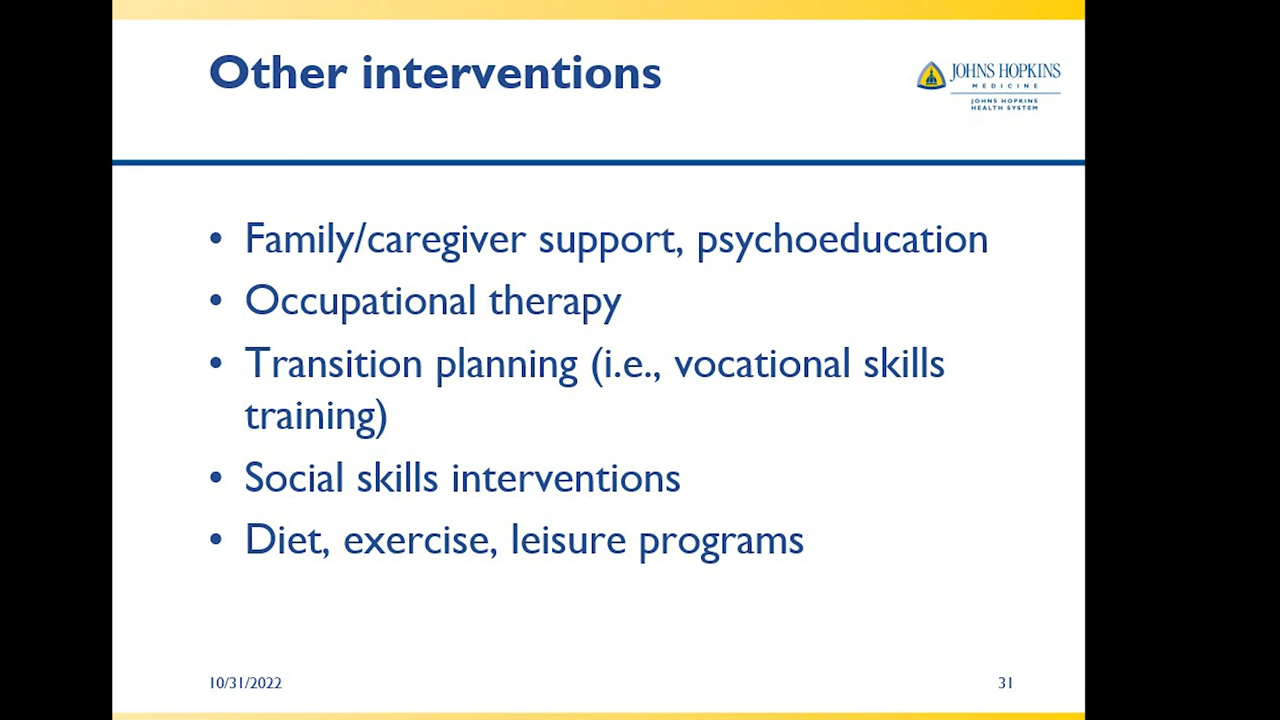 Other interventions
JOHNS HOPKINS
MEDICINE
JOHNS HOPKINS
HEALTH SYSTEM
• Family/caregiver support, psychoeducation
• Occupational therapy
• Transition planning (i.e., vocational skills
training)
• Social skills interventions
• Diet, exercise, leisure programs
10/31/2022
31